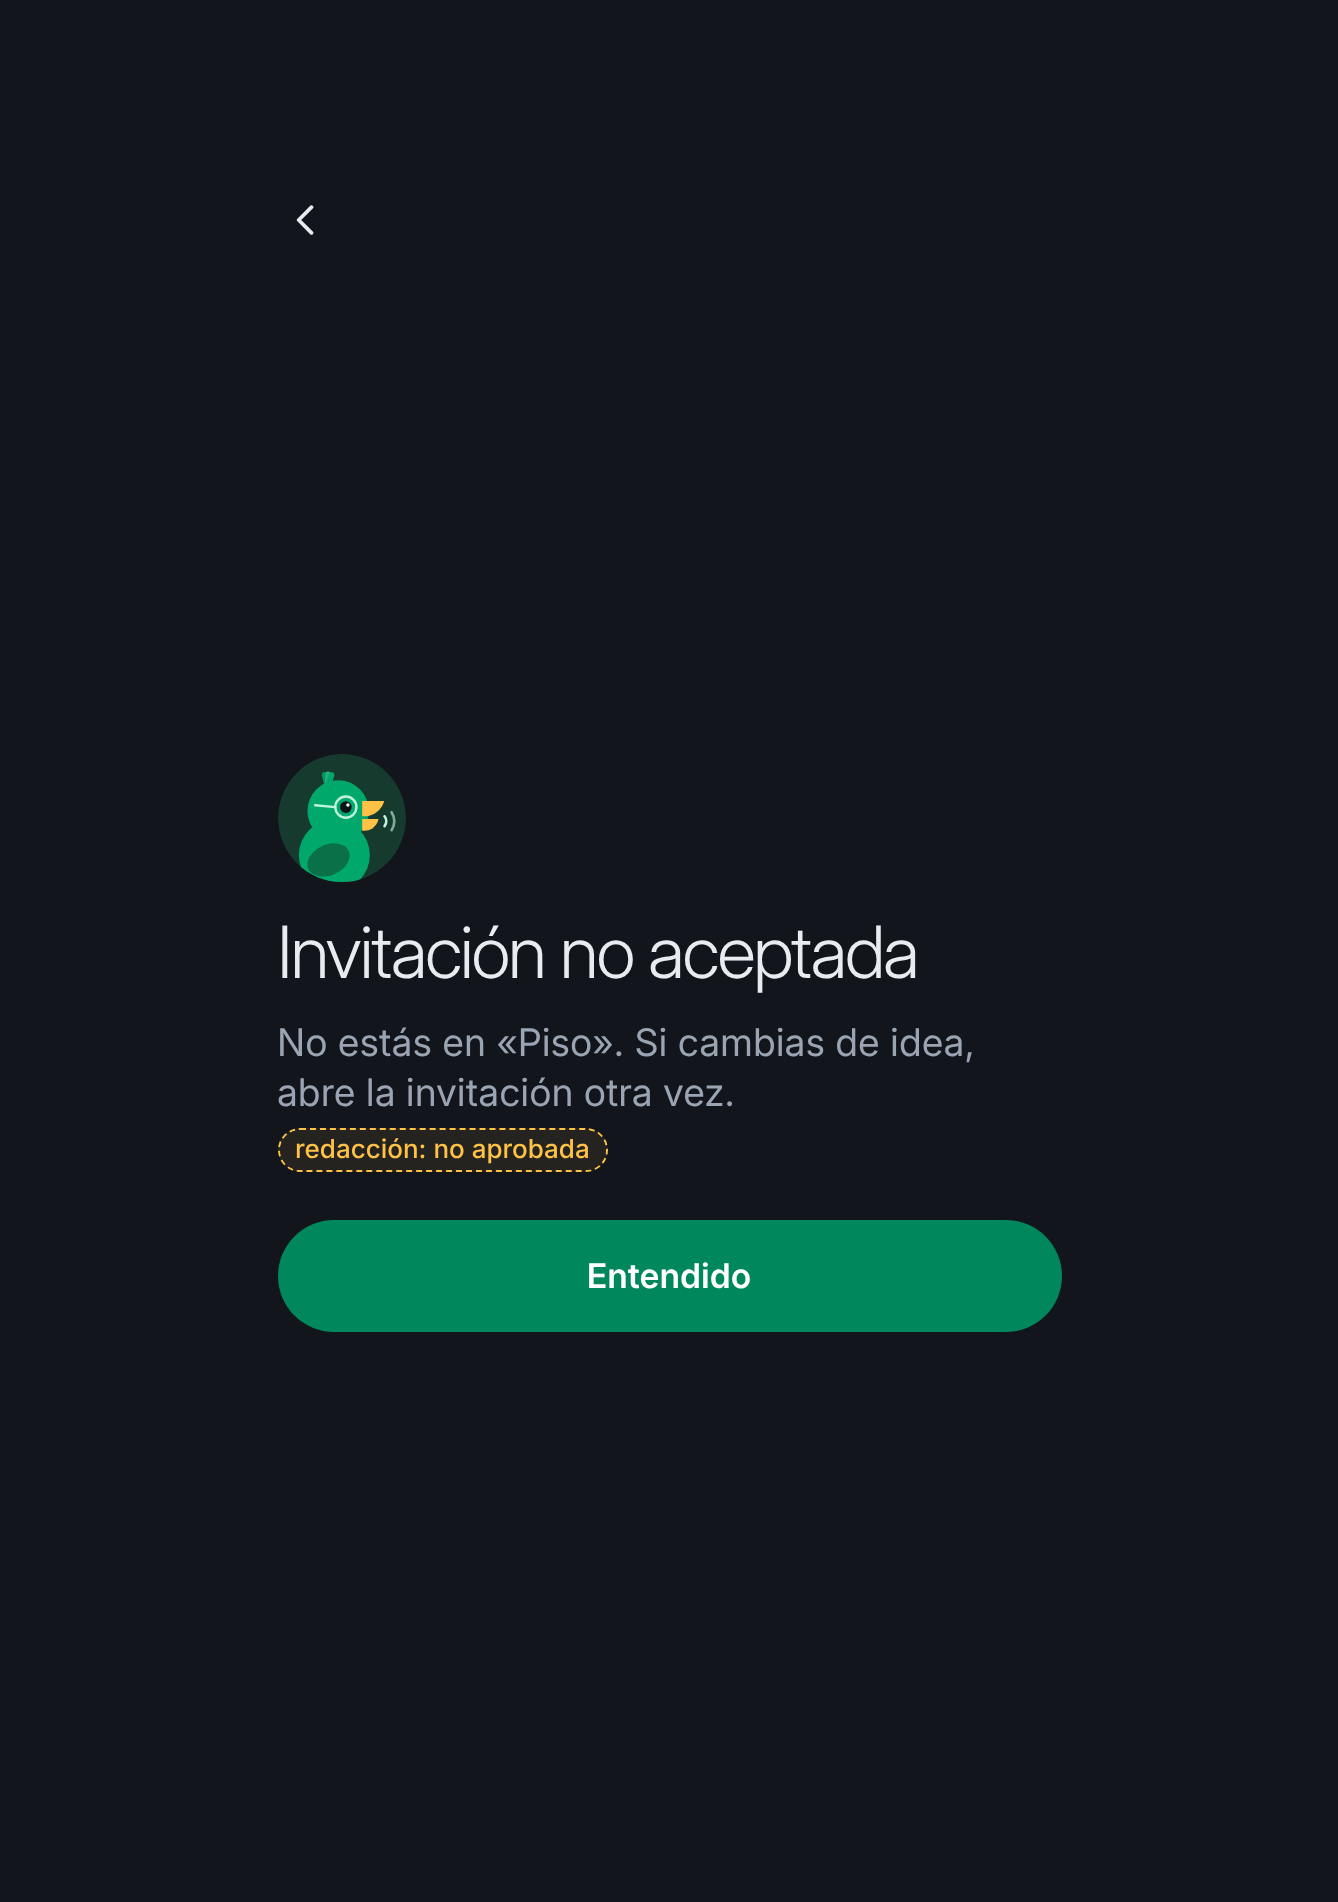 Invitación no aceptada
No estás en «Piso». Si cambias de idea,
abre la invitación otra vez.
redacción: no aprobada
Entendido